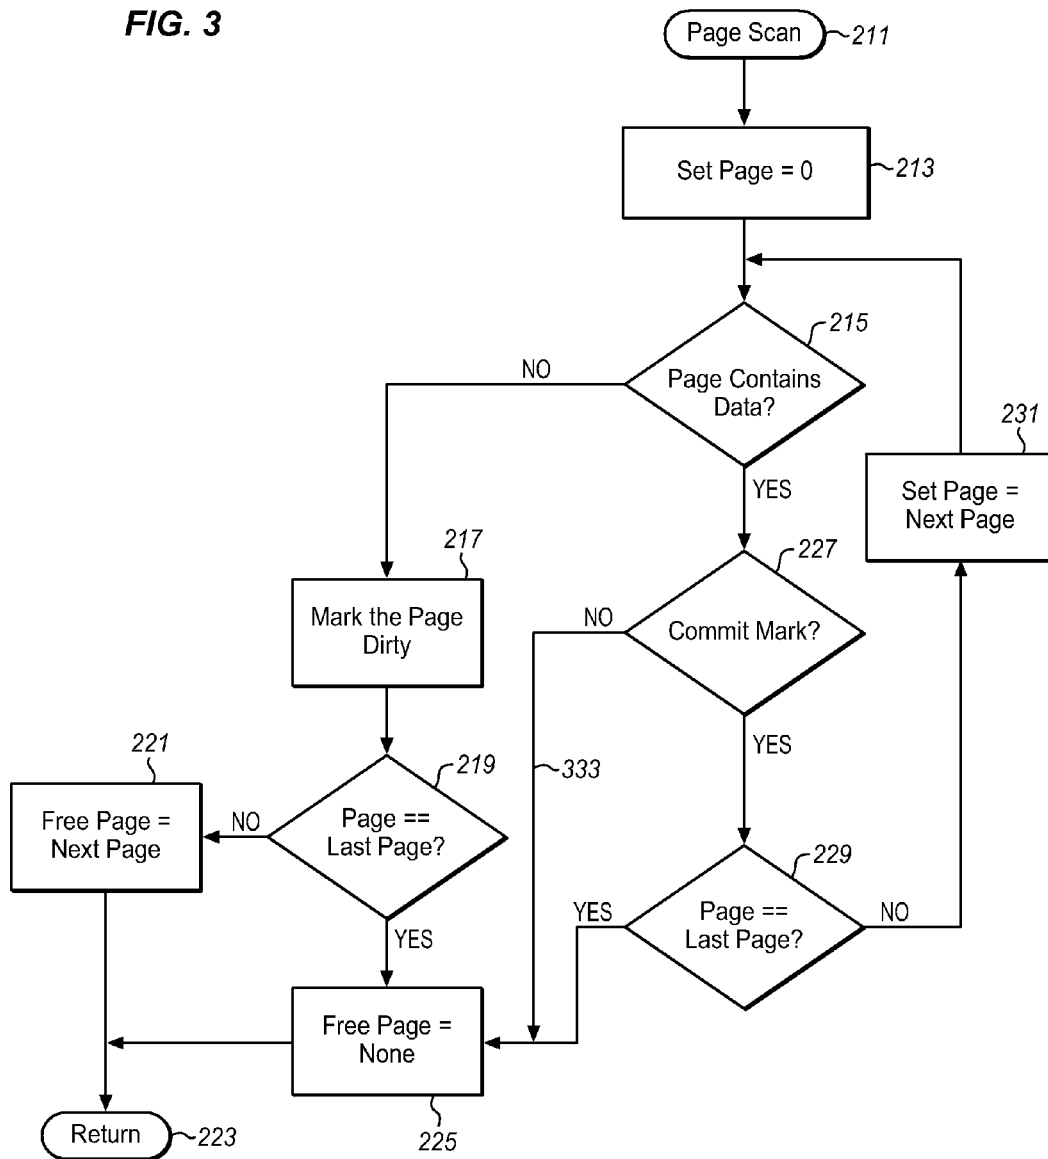 FIG. 3
Page Scan
211
Set Page = 0
213
215
NO
Page Contains
Data?
231
YES
Set Page =
Next Page
217
227
Mark the Page
Dirty
NO
Commit Mark?
221
219
YES
333
Free Page =
Next Page
NO
Page ==
Last Page?
229
YES
YES
Page ==
Last Page?
NO
Free Page =
None
Return
223
225